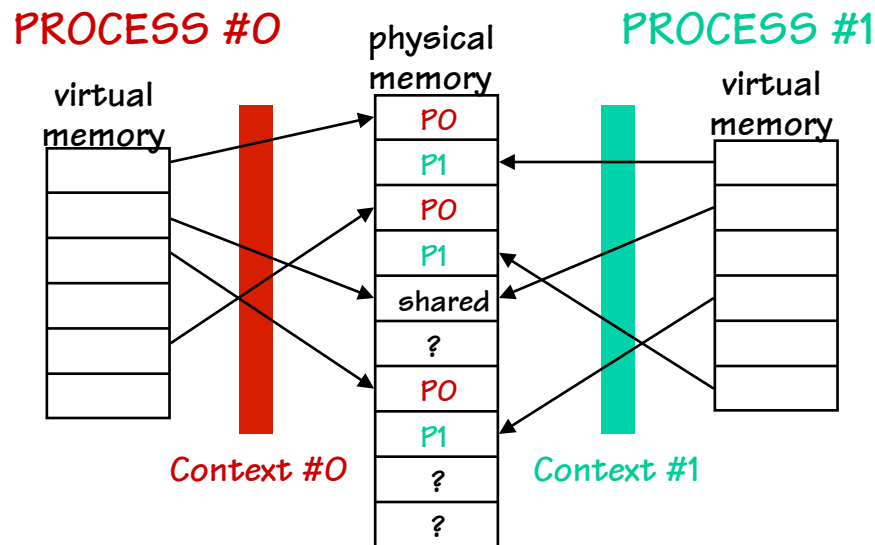 PROCESS #0
physical
memory
PROCESS #1
virtual
memory
virtual
memory
P0
P1
P0
P1
shared
?
P0
P1
?
?
Context #0
Context #1